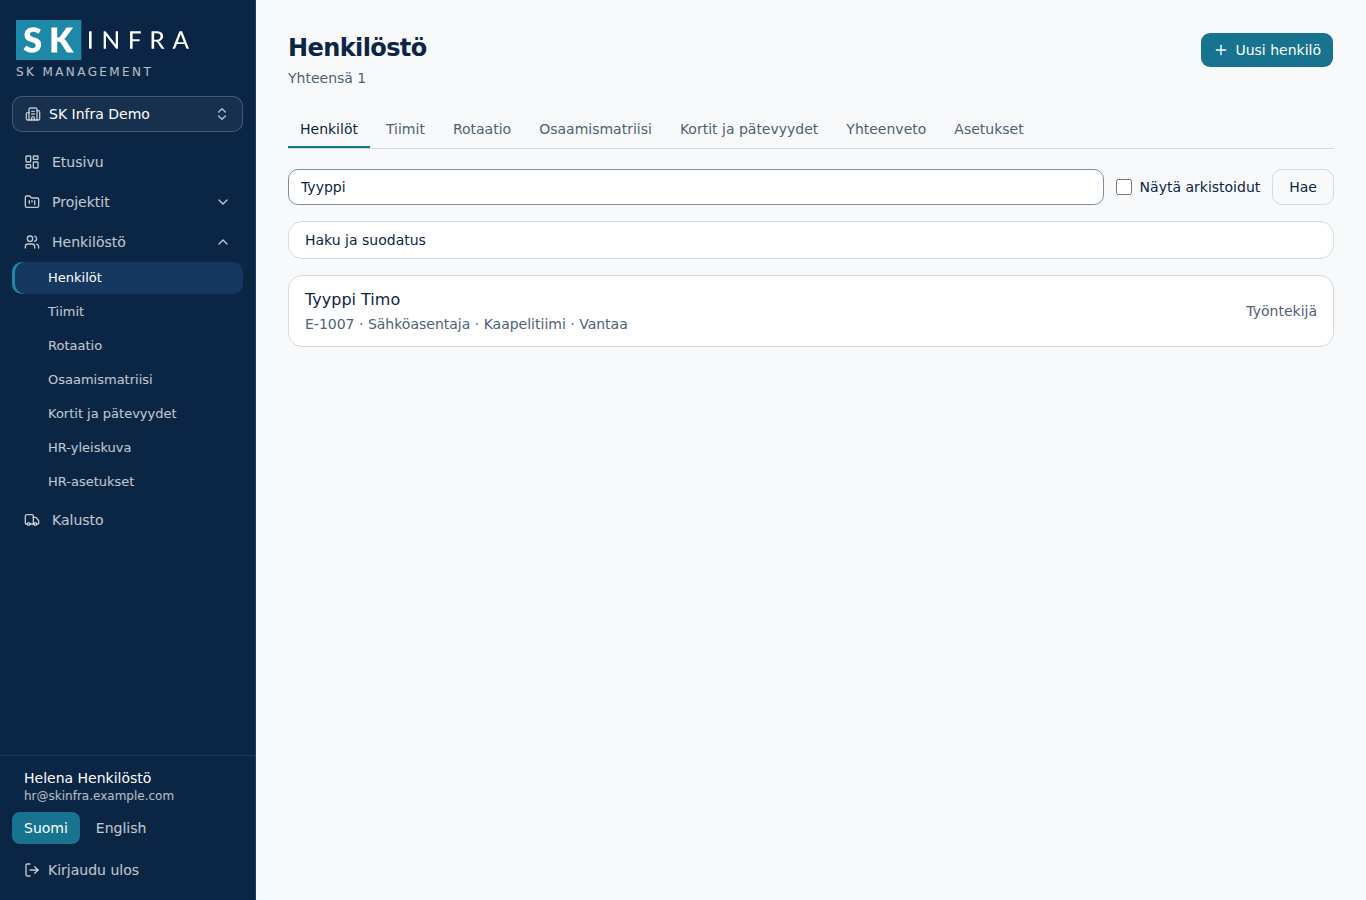 SK INFRA
SK MANAGEMENT
SK Infra Demo
Etusivu
Projektit
Henkilöstö
Henkilöt
Tiimit
Rotaatio
Osaamismatriisi
Kortit ja pätevyydet
HR-yleiskuva
HR-asetukset
Kalusto
Helena Henkilöstö
hr@skinfra.example.com
Suomi English
Kirjaudu ulos
Henkilöstö
Uusi henkilö
Yhteensä 1
Henkilöt Tiimit Rotaatio Osaamismatriisi Kortit ja pätevyydet Yhteenveto Asetukset
Tyyppi Näytä arkistoidut Hae
Haku ja suodatus
Tyyppi Timo
E-1007 · Sähköasentaja · Kaapelitiimi · Vantaa
Työntekijä